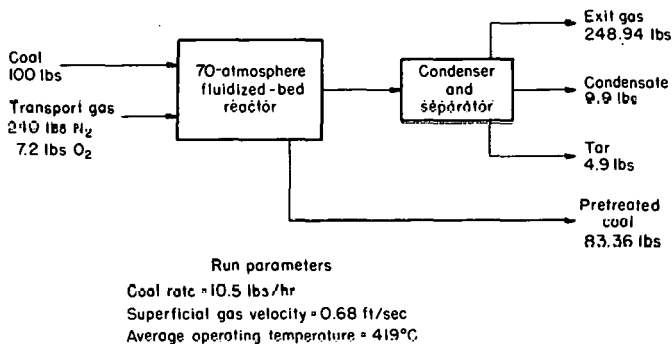 Coal
100 lbs
Transport gas
240 lbs N₂
7.2 lbs O₂
70-atmosphere
fluidized-bed
reactor
Condenser
and
separator
Exit gas
248.94 lbs
Condensate
9.9 lbs
Tar
4.9 lbs
Pretreated
coal
83.36 lbs
Run parameters
Coal rate = 10.5 lbs/hr
Superficial gas velocity = 0.68 ft/sec
Average operating temperature = 419°C